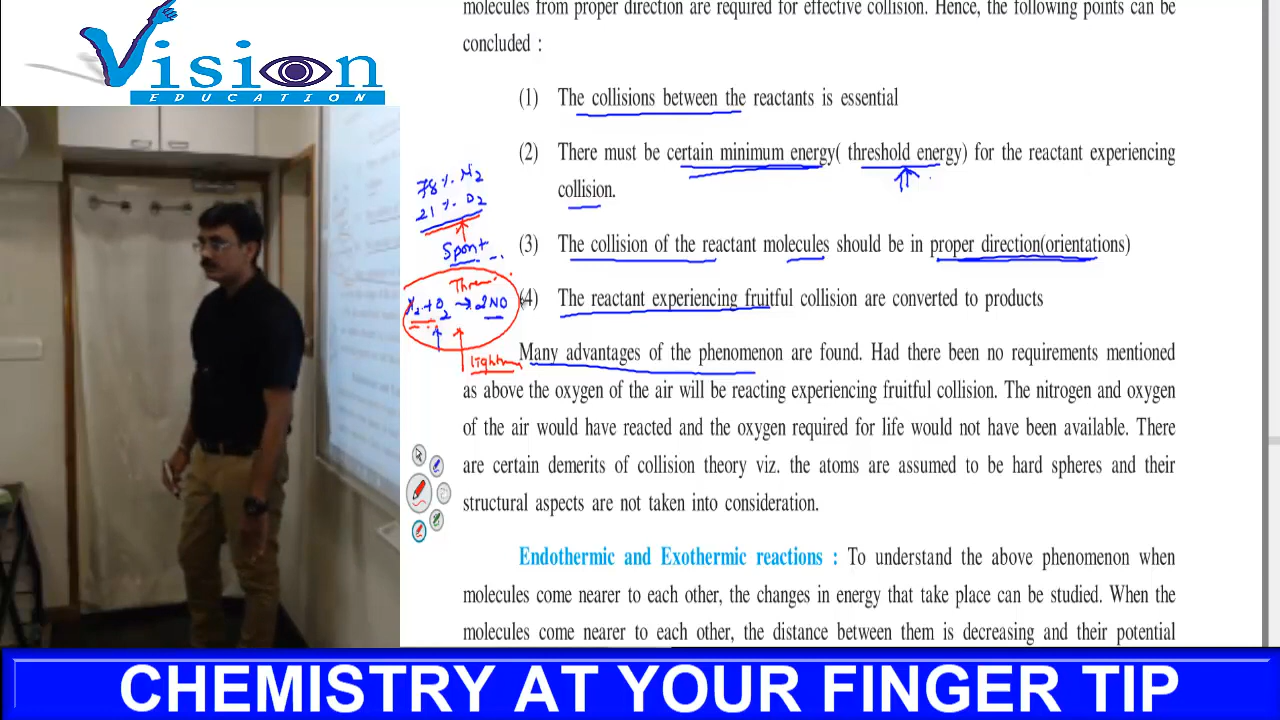 Vision
EDUCATION
molecules from proper direction are required for effective collision. Hence, the following points can be
concluded :
(1) The collisions between the reactants is essential
(2) There must be certain minimum energy( threshold energy) for the reactant experiencing
collision.
78 % N2
21 % O2
Spont
(3) The collision of the reactant molecules should be in proper direction(orientations)
N2 + O2 → 2NO
(4) The reactant experiencing fruitful collision are converted to products
Many advantages of the phenomenon are found. Had there been no requirements mentioned
as above the oxygen of the air will be reacting experiencing fruitful collision. The nitrogen and oxygen
of the air would have reacted and the oxygen required for life would not have been available. There
are certain demerits of collision theory viz. the atoms are assumed to be hard spheres and their
structural aspects are not taken into consideration.
Endothermic and Exothermic reactions : To understand the above phenomenon when
molecules come nearer to each other, the changes in energy that take place can be studied. When the
molecules come nearer to each other, the distance between them is decreasing and their potential
CHEMISTRY AT YOUR FINGER TIP